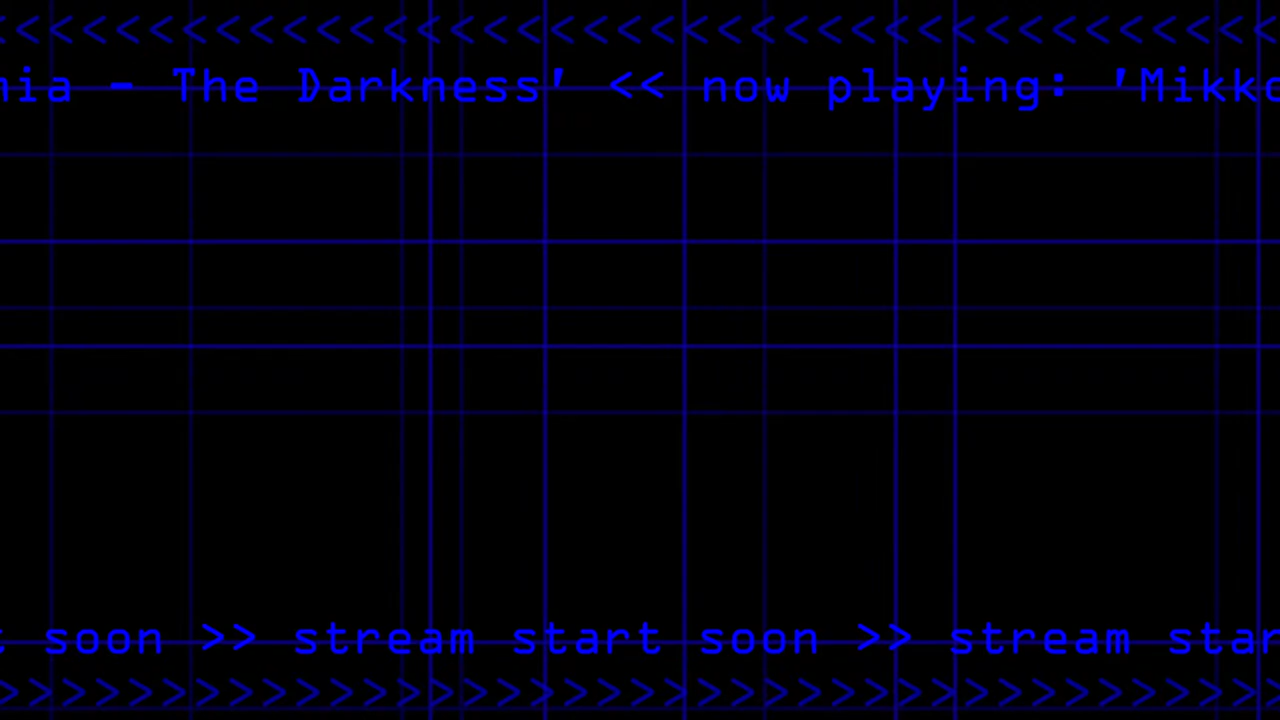 <<<<<<<<<<<<<<<<<<<<<<<<<<<<<<<<<<<<<<<
nia - The Darkness' << now playing: 'Mikko
t soon >> stream start soon >> stream star
>>>>>>>>>>>>>>>>>>>>>>>>>>>>>>>>>>>>>>>